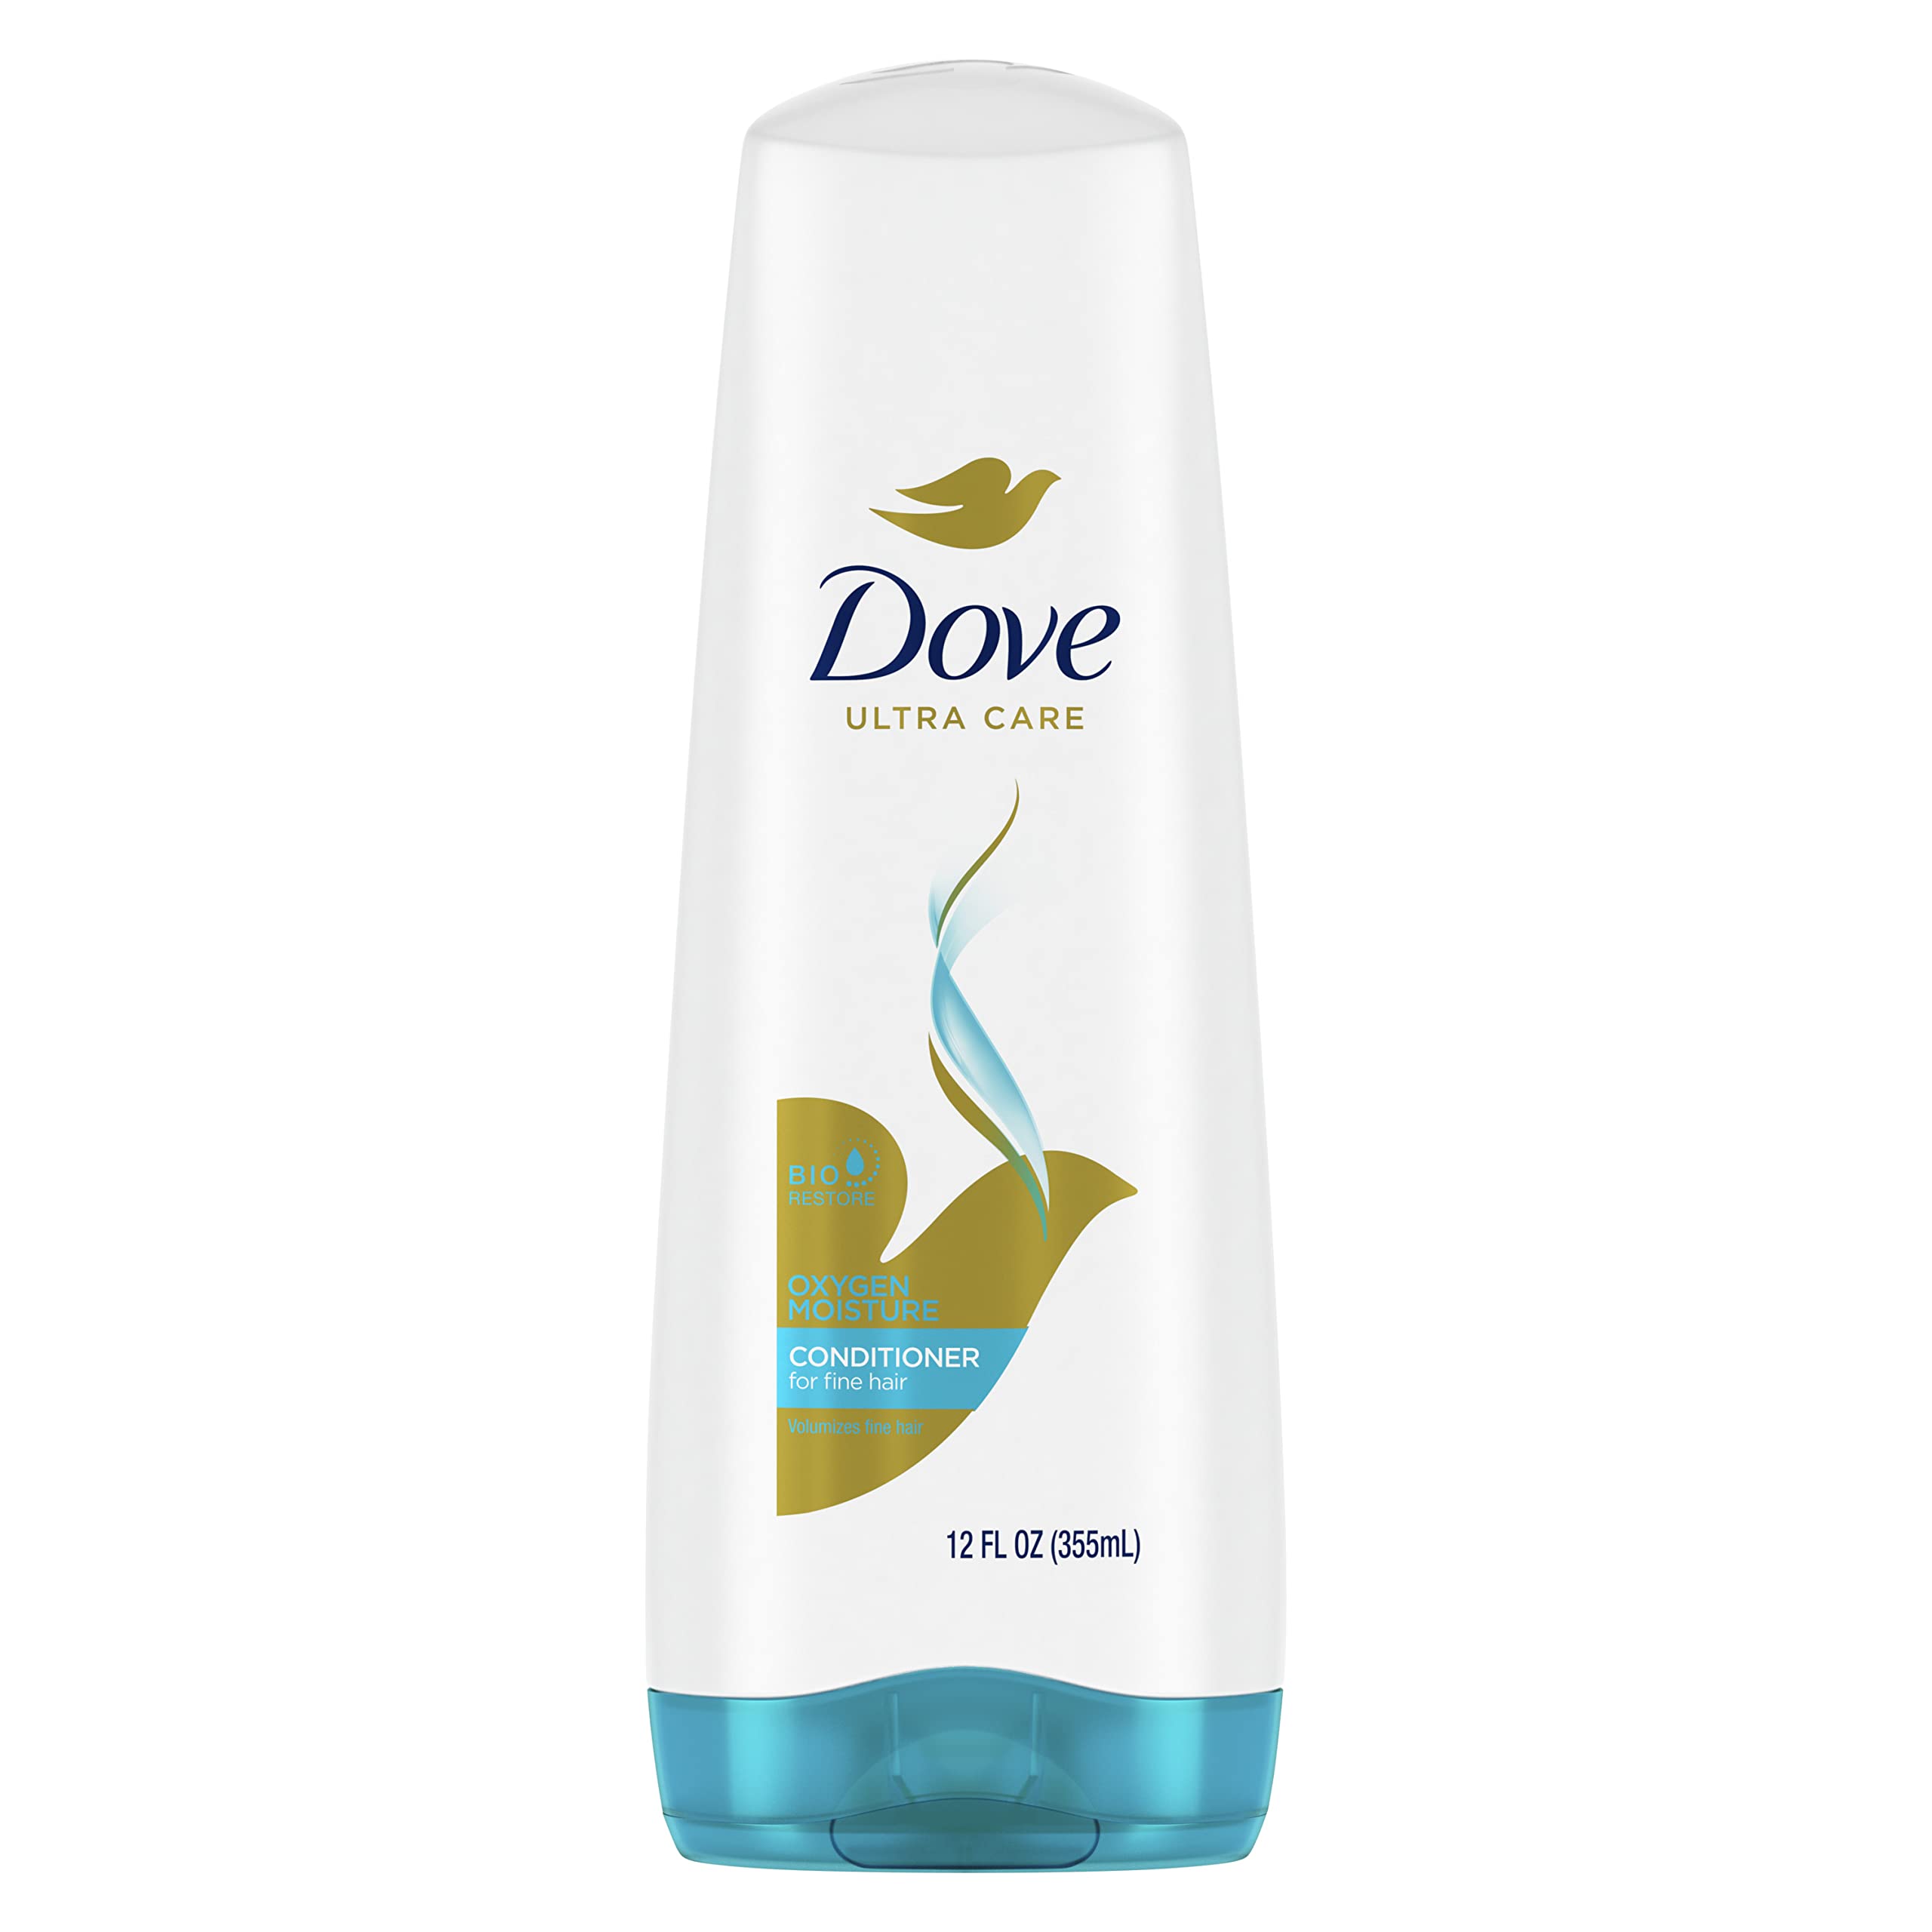 Dove
ULTRA CARE
BIO
RESTORE
OXYGEN
MOISTURE
CONDITIONER
for fine hair
Volumizes fine hair
12 FL OZ (355mL)